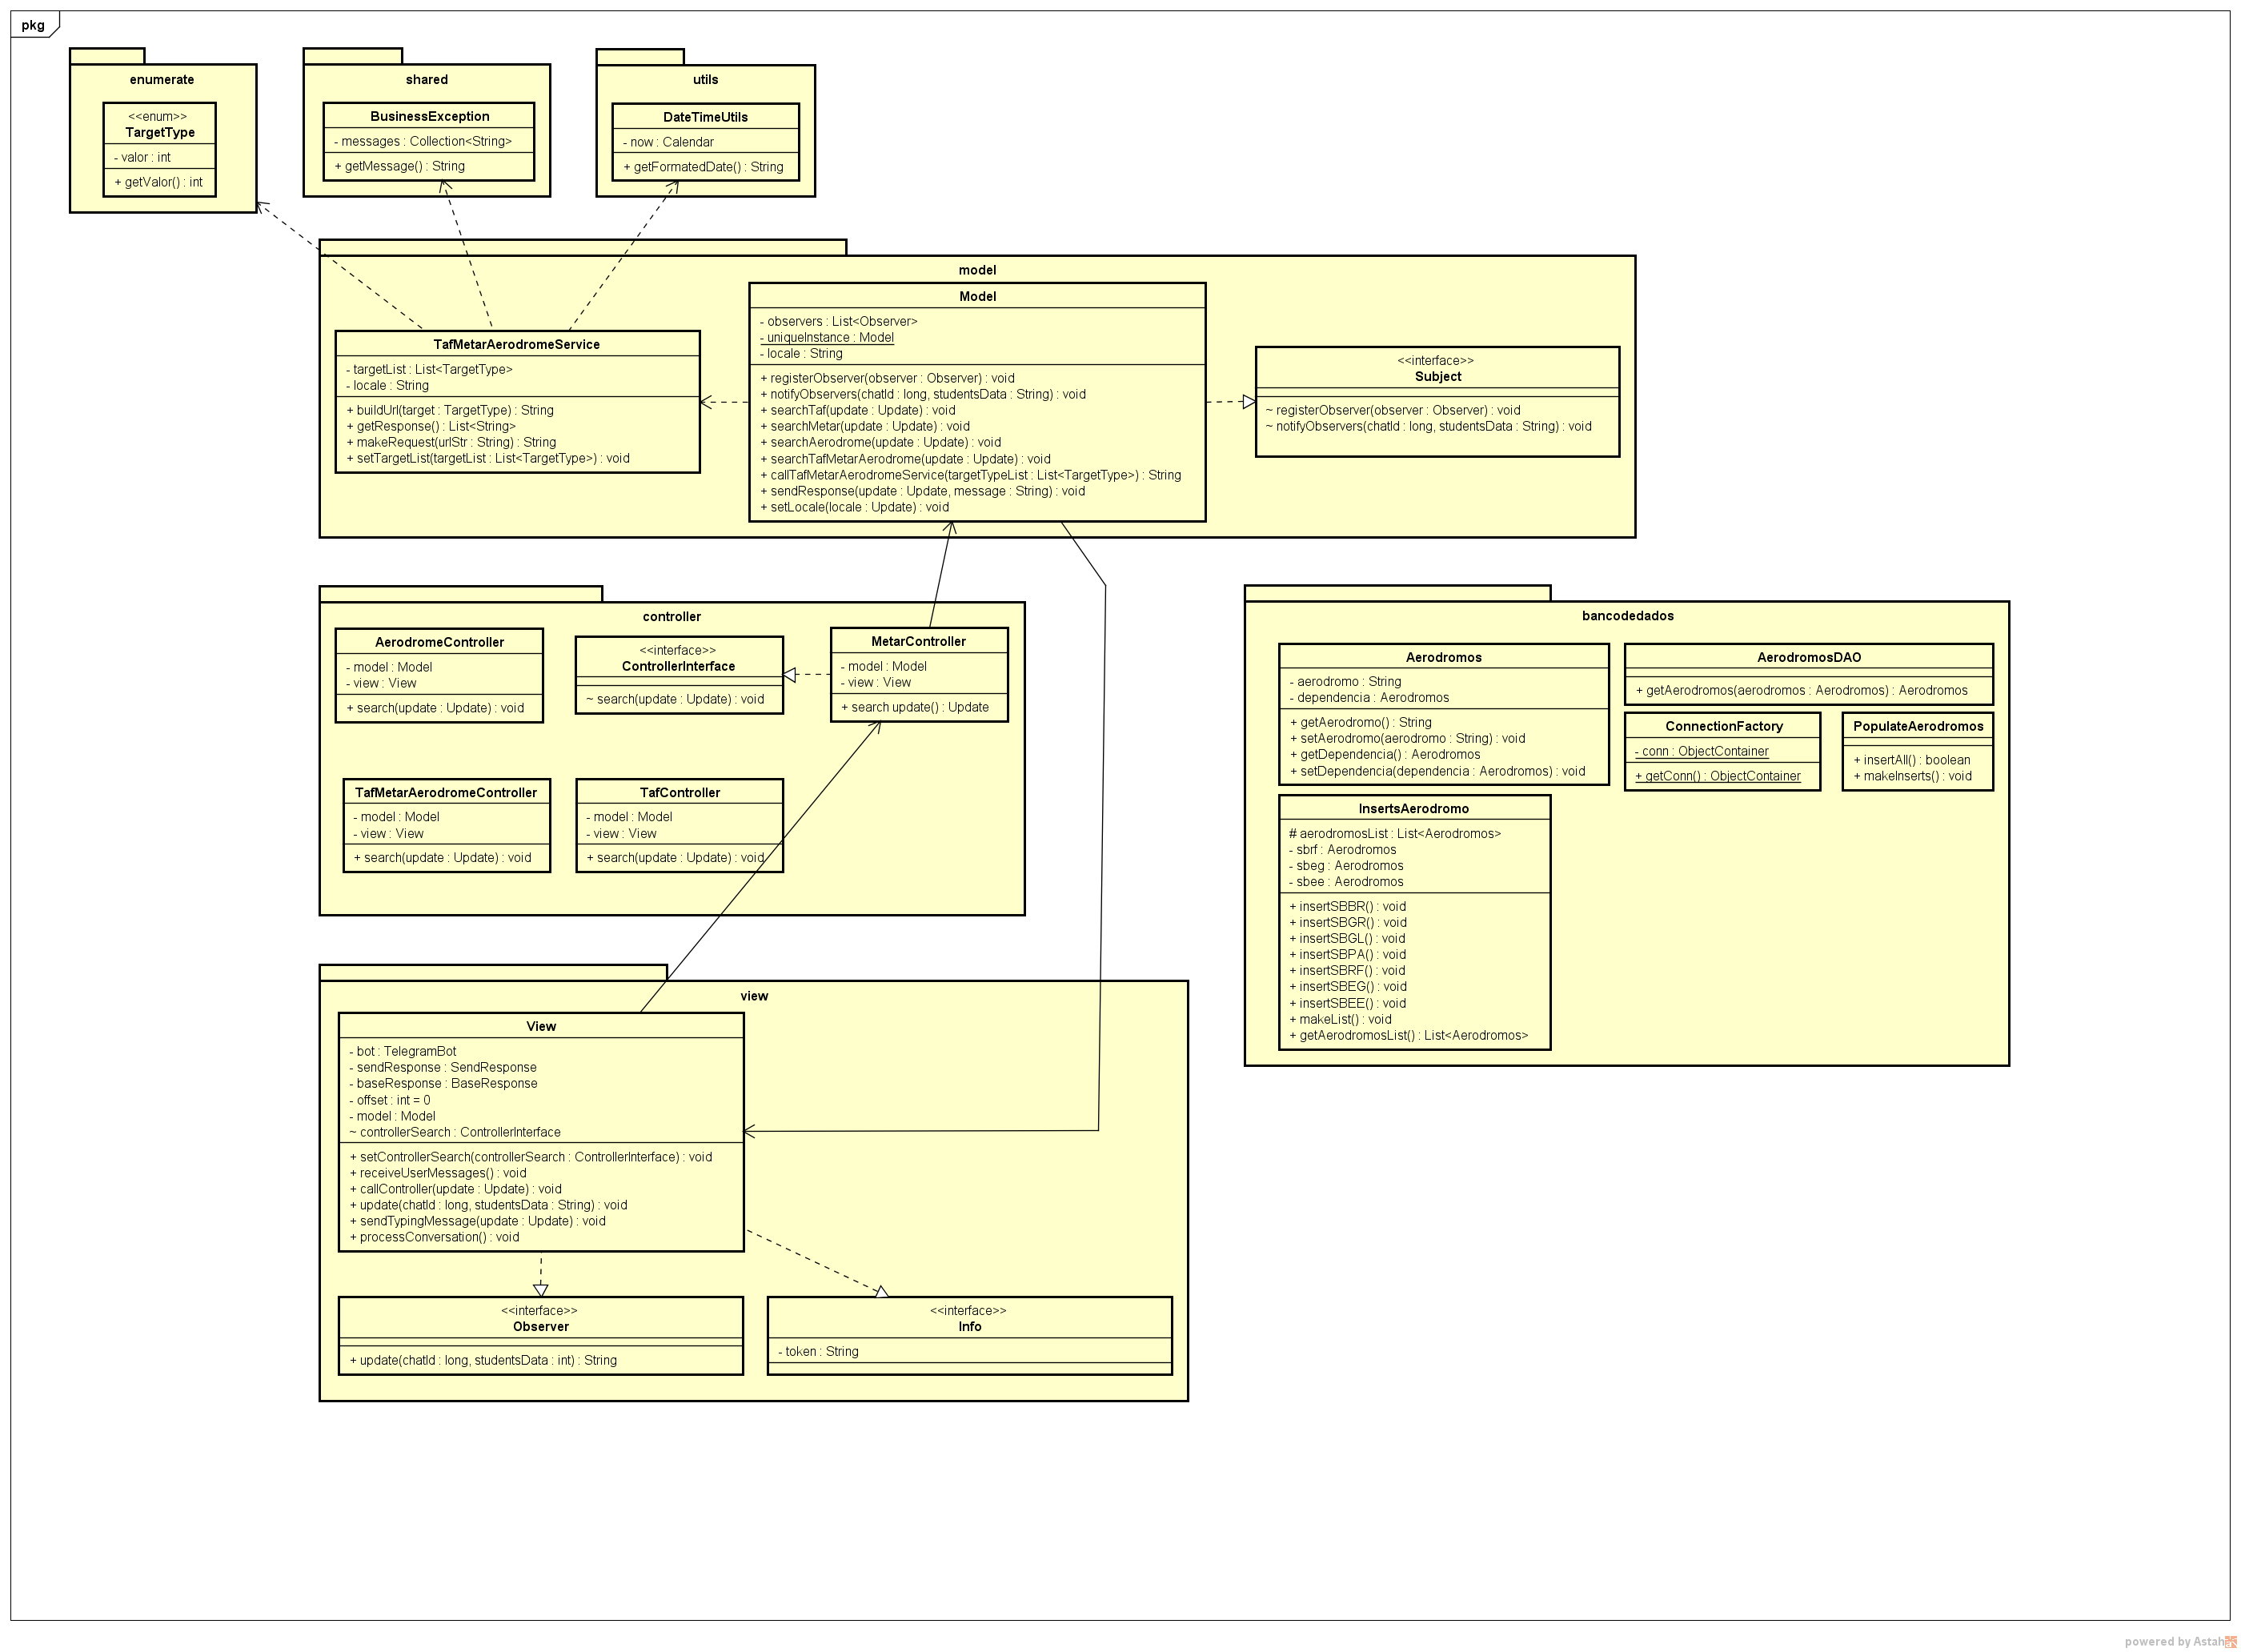 pkg
enumerate
<<enum>>
TargetType
- valor : int
+ getValor() : int
shared
BusinessException
- messages : Collection<String>
+ getMessage() : String
utils
DateTimeUtils
- now : Calendar
+ getFormatedDate() : String
model
TafMetarAerodromeService
- targetList : List<TargetType>
- locale : String
+ buildUrl(target : TargetType) : String
+ getResponse() : List<String>
+ makeRequest(urlStr : String) : String
+ setTargetList(targetList : List<TargetType>) : void
Model
- observers : List<Observer>
- uniqueInstance : Model
- locale : String
+ registerObserver(observer : Observer) : void
+ notifyObservers(chatId : long, studentsData : String) : void
+ searchTaf(update : Update) : void
+ searchMetar(update : Update) : void
+ searchAerodrome(update : Update) : void
+ searchTafMetarAerodrome(update : Update) : void
+ callTafMetarAerodromeService(targetTypeList : List<TargetType>) : String
+ sendResponse(update : Update, message : String) : void
+ setLocale(locale : Update) : void
<<interface>>
Subject
~ registerObserver(observer : Observer) : void
~ notifyObservers(chatId : long, studentsData : String) : void
controller
AerodromeController
- model : Model
- view : View
+ search(update : Update) : void
<<interface>>
ControllerInterface
~ search(update : Update) : void
MetarController
- model : Model
- view : View
+ search update() : Update
TafMetarAerodromeController
- model : Model
- view : View
+ search(update : Update) : void
TafController
- model : Model
- view : View
+ search(update : Update) : void
bancodedados
Aerodromos
- aerodromo : String
- dependencia : Aerodromos
+ getAerodromo() : String
+ setAerodromo(aerodromo : String) : void
+ getDependencia() : Aerodromos
+ setDependencia(dependencia : Aerodromos) : void
AerodromosDAO
+ getAerodromos(aerodromos : Aerodromos) : Aerodromos
ConnectionFactory
- conn : ObjectContainer
+ getConn() : ObjectContainer
PopulateAerodromos
+ insertAll() : boolean
+ makeInserts() : void
InsertsAerodromo
# aerodromosList : List<Aerodromos>
- sbrf : Aerodromos
- sbeg : Aerodromos
- sbee : Aerodromos
+ insertSBBR() : void
+ insertSBGR() : void
+ insertSBGL() : void
+ insertSBPA() : void
+ insertSBRF() : void
+ insertSBEG() : void
+ insertSBEE() : void
+ makeList() : void
+ getAerodromosList() : List<Aerodromos>
view
View
- bot : TelegramBot
- sendResponse : SendResponse
- baseResponse : BaseResponse
- offset : int = 0
- model : Model
~ controllerSearch : ControllerInterface
+ setControllerSearch(controllerSearch : ControllerInterface) : void
+ receiveUserMessages() : void
+ callController(update : Update) : void
+ update(chatId : long, studentsData : String) : void
+ sendTypingMessage(update : Update) : void
+ processConversation() : void
<<interface>>
Observer
+ update(chatId : long, studentsData : int) : String
<<interface>>
Info
- token : String
powered by Astah